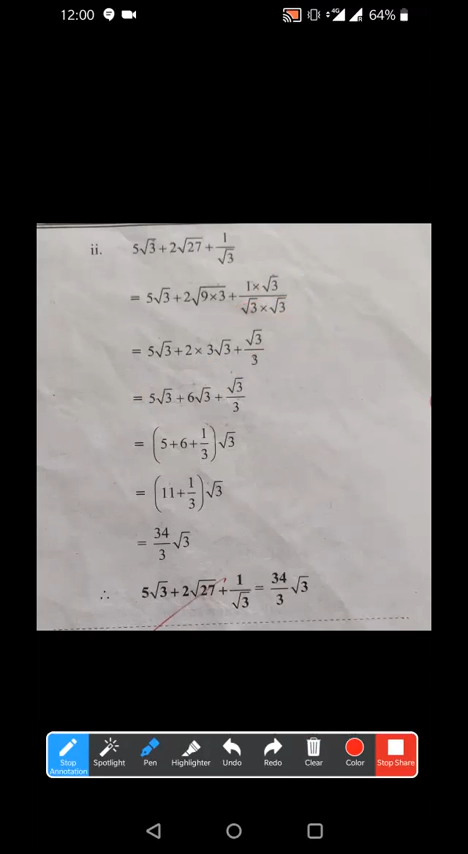 12:00 4G R 64%
ii. 5√3 + 2√27 + 1/√3
= 5√3 + 2√(9×3) + (1×√3)/(√3×√3)
= 5√3 + 2 × 3√3 + √3/3
= 5√3 + 6√3 + √3/3
= (5+6+1/3)√3
= (11+1/3)√3
= 34/3 √3
∴ 5√3 + 2√27 + 1/√3 = 34/3 √3
Stop Annotation Spotlight Pen Highlighter Undo Redo Clear Color Stop Share